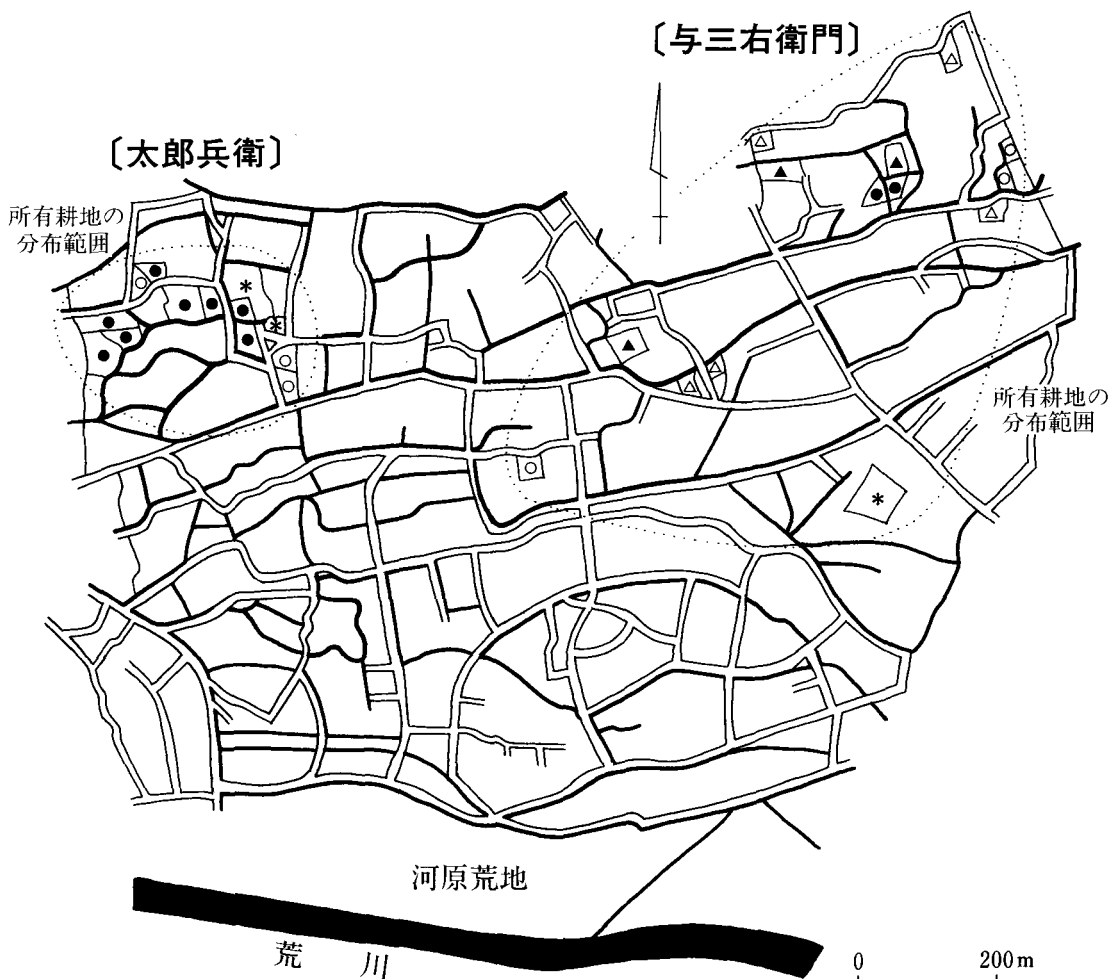 〔与三右衛門〕
〔太郎兵衛〕
所有耕地の
分布範囲
所有耕地の
分布範囲
河原荒地
荒川
0 200m